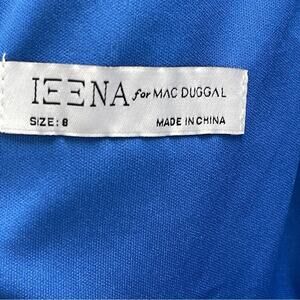 IEENA for MAC DUGGAL
SIZE: 8 MADE IN CHINA